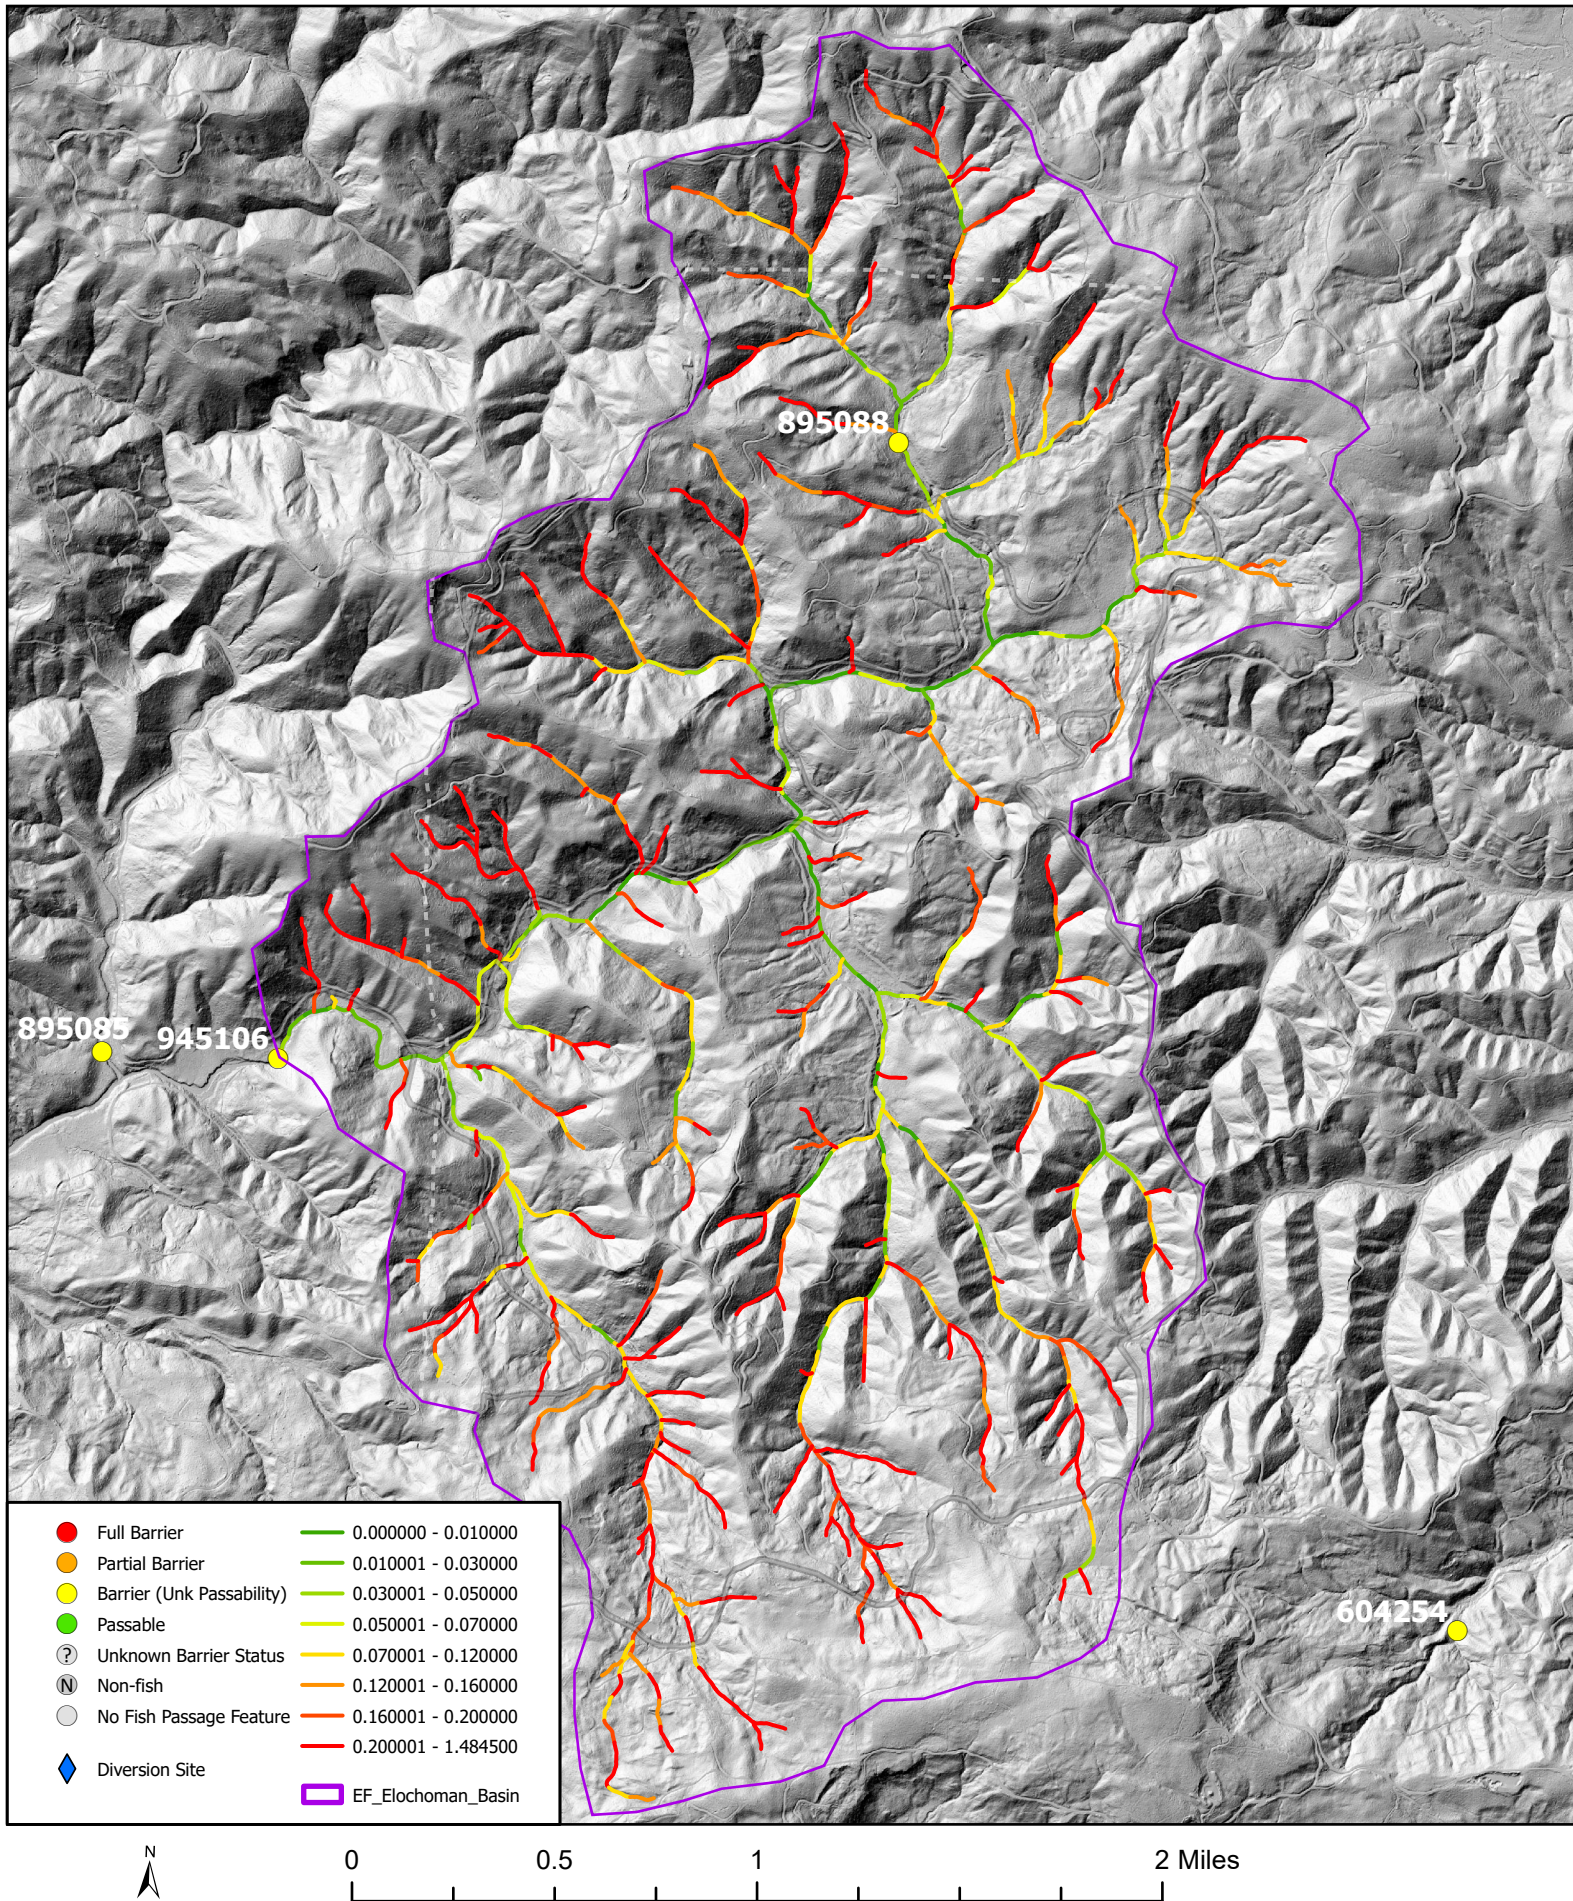 895088
895085
945106
604254
Full Barrier
Partial Barrier
Barrier (Unk Passability)
Passable
? Unknown Barrier Status
N Non-fish
No Fish Passage Feature
Diversion Site
0.000000 - 0.010000
0.010001 - 0.030000
0.030001 - 0.050000
0.050001 - 0.070000
0.070001 - 0.120000
0.120001 - 0.160000
0.160001 - 0.200000
0.200001 - 1.484500
EF_Elochoman_Basin
N
0 0.5 1 2 Miles